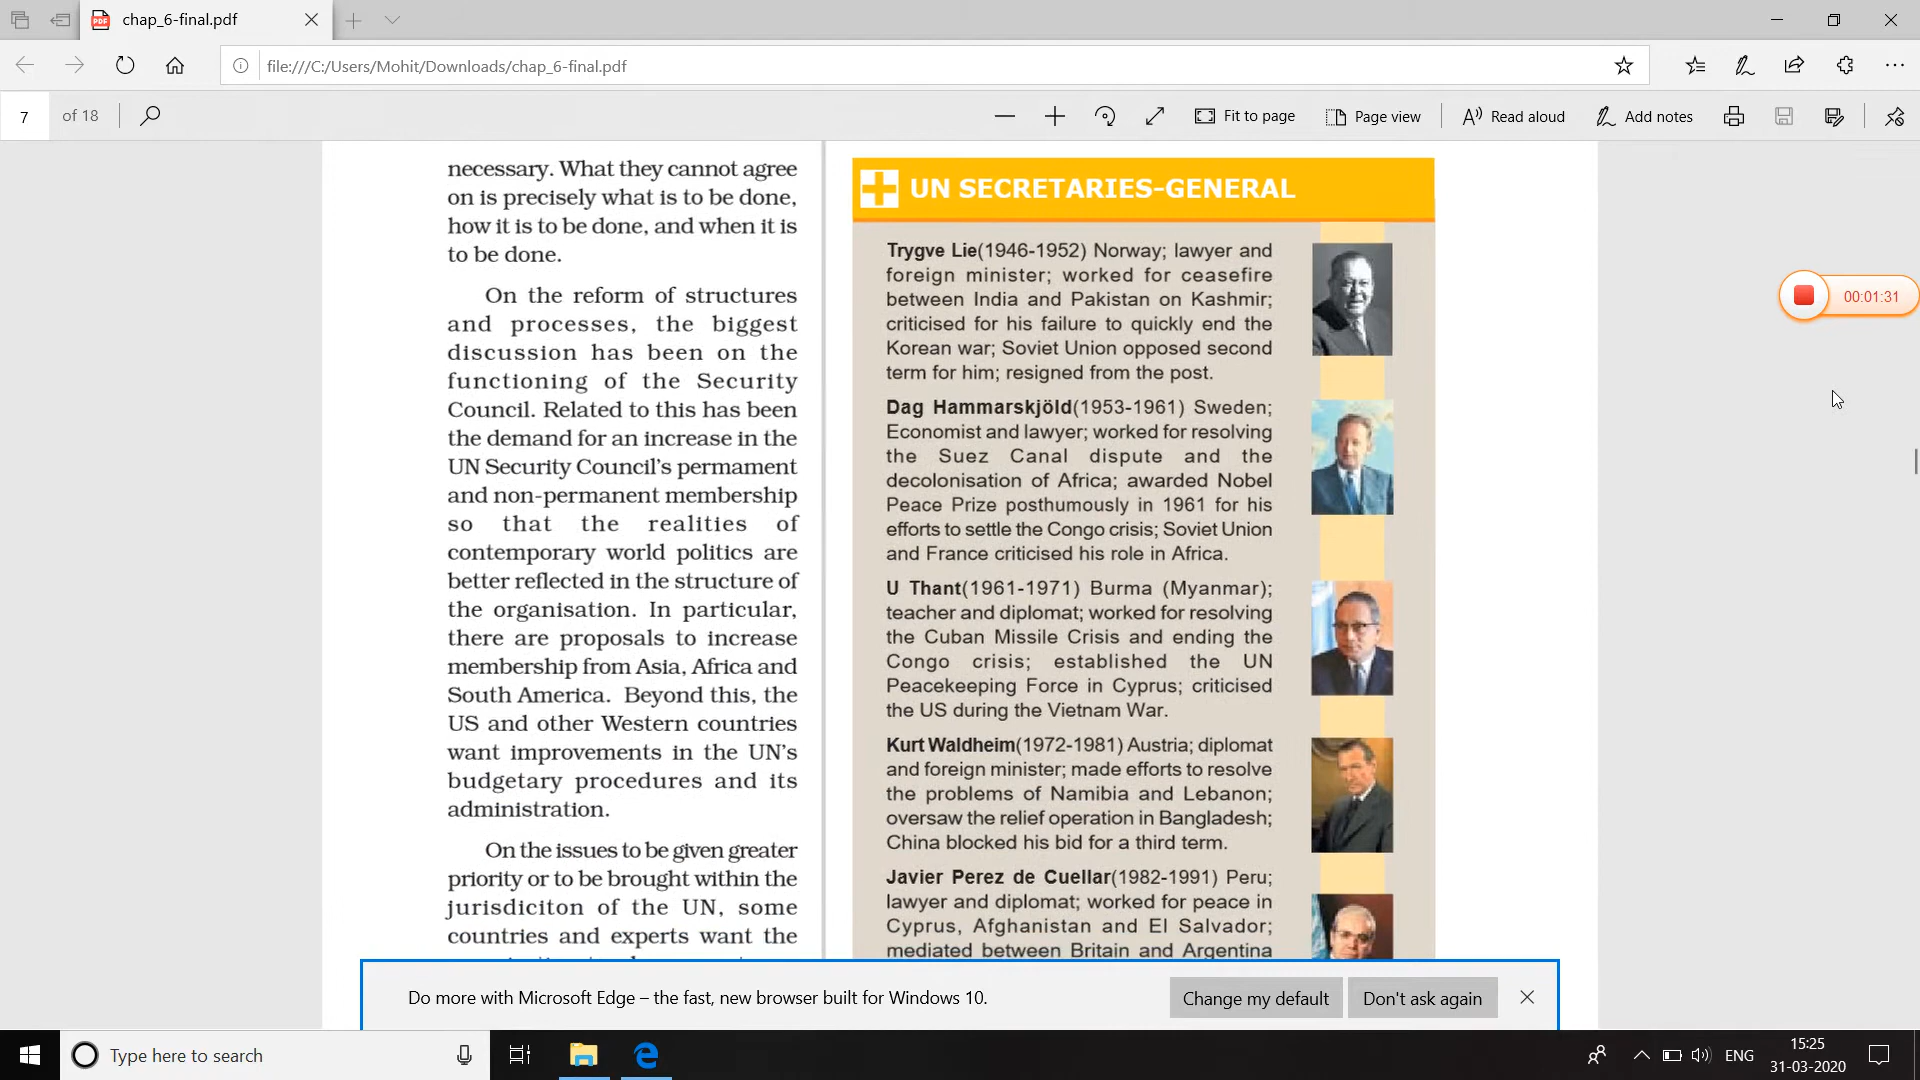 chap_6-final.pdf
file:///C:/Users/Mohit/Downloads/chap_6-final.pdf
7 of 18
Fit to page
Page view
Read aloud
Add notes
necessary. What they cannot agree
on is precisely what is to be done,
how it is to be done, and when it is
to be done.
On the reform of structures
and processes, the biggest
discussion has been on the
functioning of the Security
Council. Related to this has been
the demand for an increase in the
UN Security Council's permament
and non-permanent membership
so that the realities of
contemporary world politics are
better reflected in the structure of
the organisation. In particular,
there are proposals to increase
membership from Asia, Africa and
South America. Beyond this, the
US and other Western countries
want improvements in the UN's
budgetary procedures and its
administration.
On the issues to be given greater
priority or to be brought within the
jurisdiciton of the UN, some
countries and experts want the
UN SECRETARIES-GENERAL
Trygve Lie(1946-1952) Norway; lawyer and
foreign minister; worked for ceasefire
between India and Pakistan on Kashmir;
criticised for his failure to quickly end the
Korean war; Soviet Union opposed second
term for him; resigned from the post.
Dag Hammarskjöld(1953-1961) Sweden;
Economist and lawyer; worked for resolving
the Suez Canal dispute and the
decolonisation of Africa; awarded Nobel
Peace Prize posthumously in 1961 for his
efforts to settle the Congo crisis; Soviet Union
and France criticised his role in Africa.
U Thant(1961-1971) Burma (Myanmar);
teacher and diplomat; worked for resolving
the Cuban Missile Crisis and ending the
Congo crisis; established the UN
Peacekeeping Force in Cyprus; criticised
the US during the Vietnam War.
Kurt Waldheim(1972-1981) Austria; diplomat
and foreign minister; made efforts to resolve
the problems of Namibia and Lebanon;
oversaw the relief operation in Bangladesh;
China blocked his bid for a third term.
Javier Perez de Cuellar(1982-1991) Peru;
lawyer and diplomat; worked for peace in
Cyprus, Afghanistan and El Salvador;
mediated between Britain and Argentina
00:01:31
Do more with Microsoft Edge – the fast, new browser built for Windows 10.
Change my default
Don't ask again
Type here to search
ENG
15:25
31-03-2020